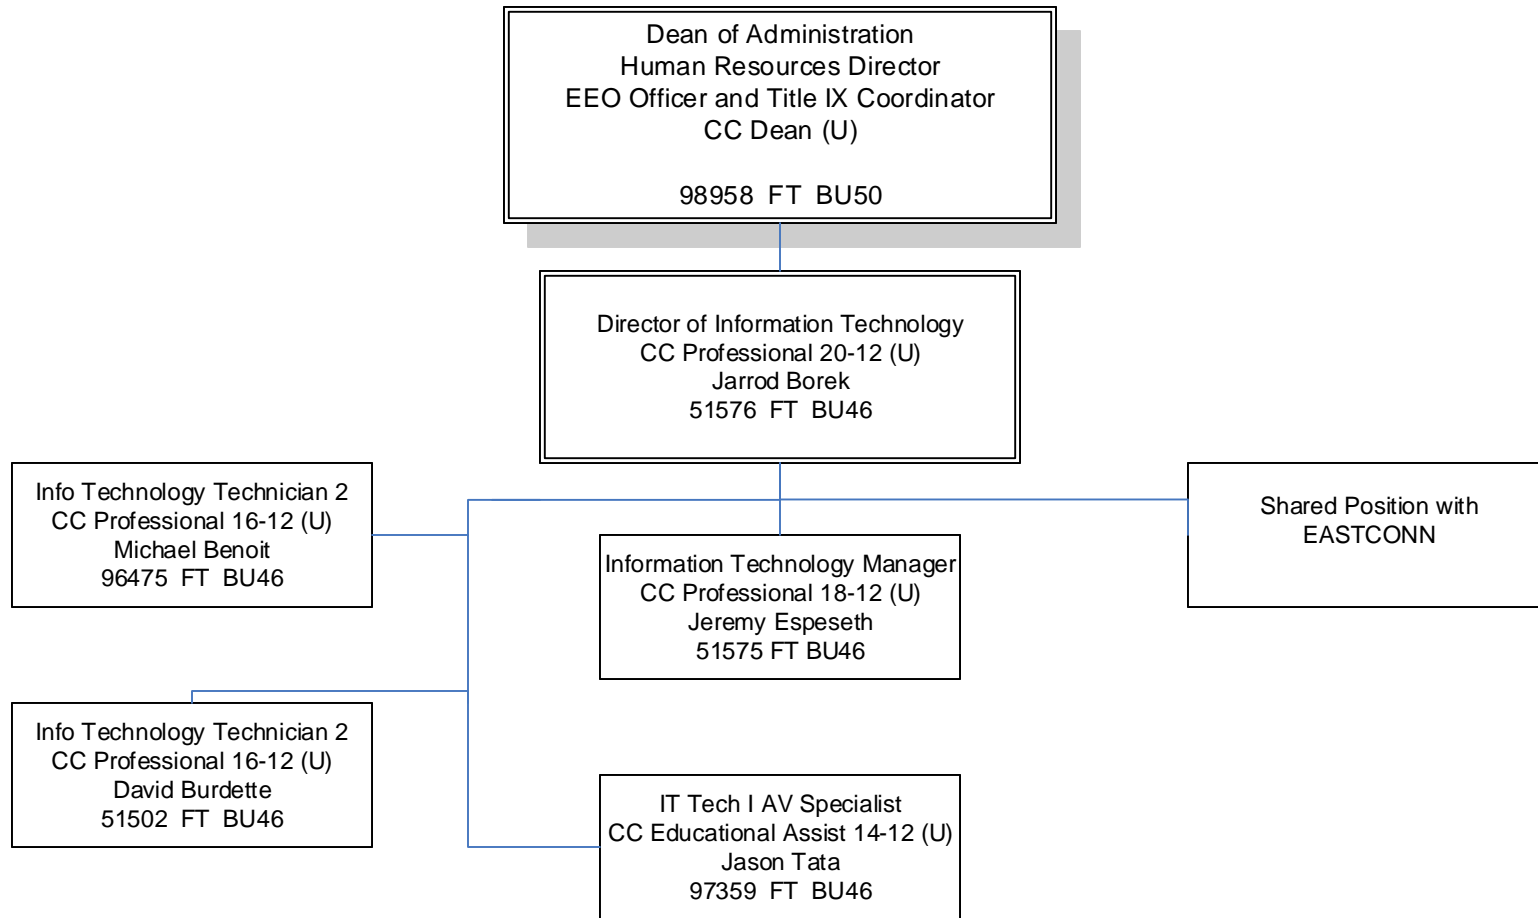 Dean of Administration
Human Resources Director
EEO Officer and Title IX Coordinator
CC Dean (U)
98958 FT BU50
Director of Information Technology
CC Professional 20-12 (U)
Jarrod Borek
51576 FT BU46
Info Technology Technician 2
CC Professional 16-12 (U)
Michael Benoit
96475 FT BU46
Information Technology Manager
CC Professional 18-12 (U)
Jeremy Espeseth
51575 FT BU46
Shared Position with
EASTCONN
Info Technology Technician 2
CC Professional 16-12 (U)
David Burdette
51502 FT BU46
IT Tech I AV Specialist
CC Educational Assist 14-12 (U)
Jason Tata
97359 FT BU46